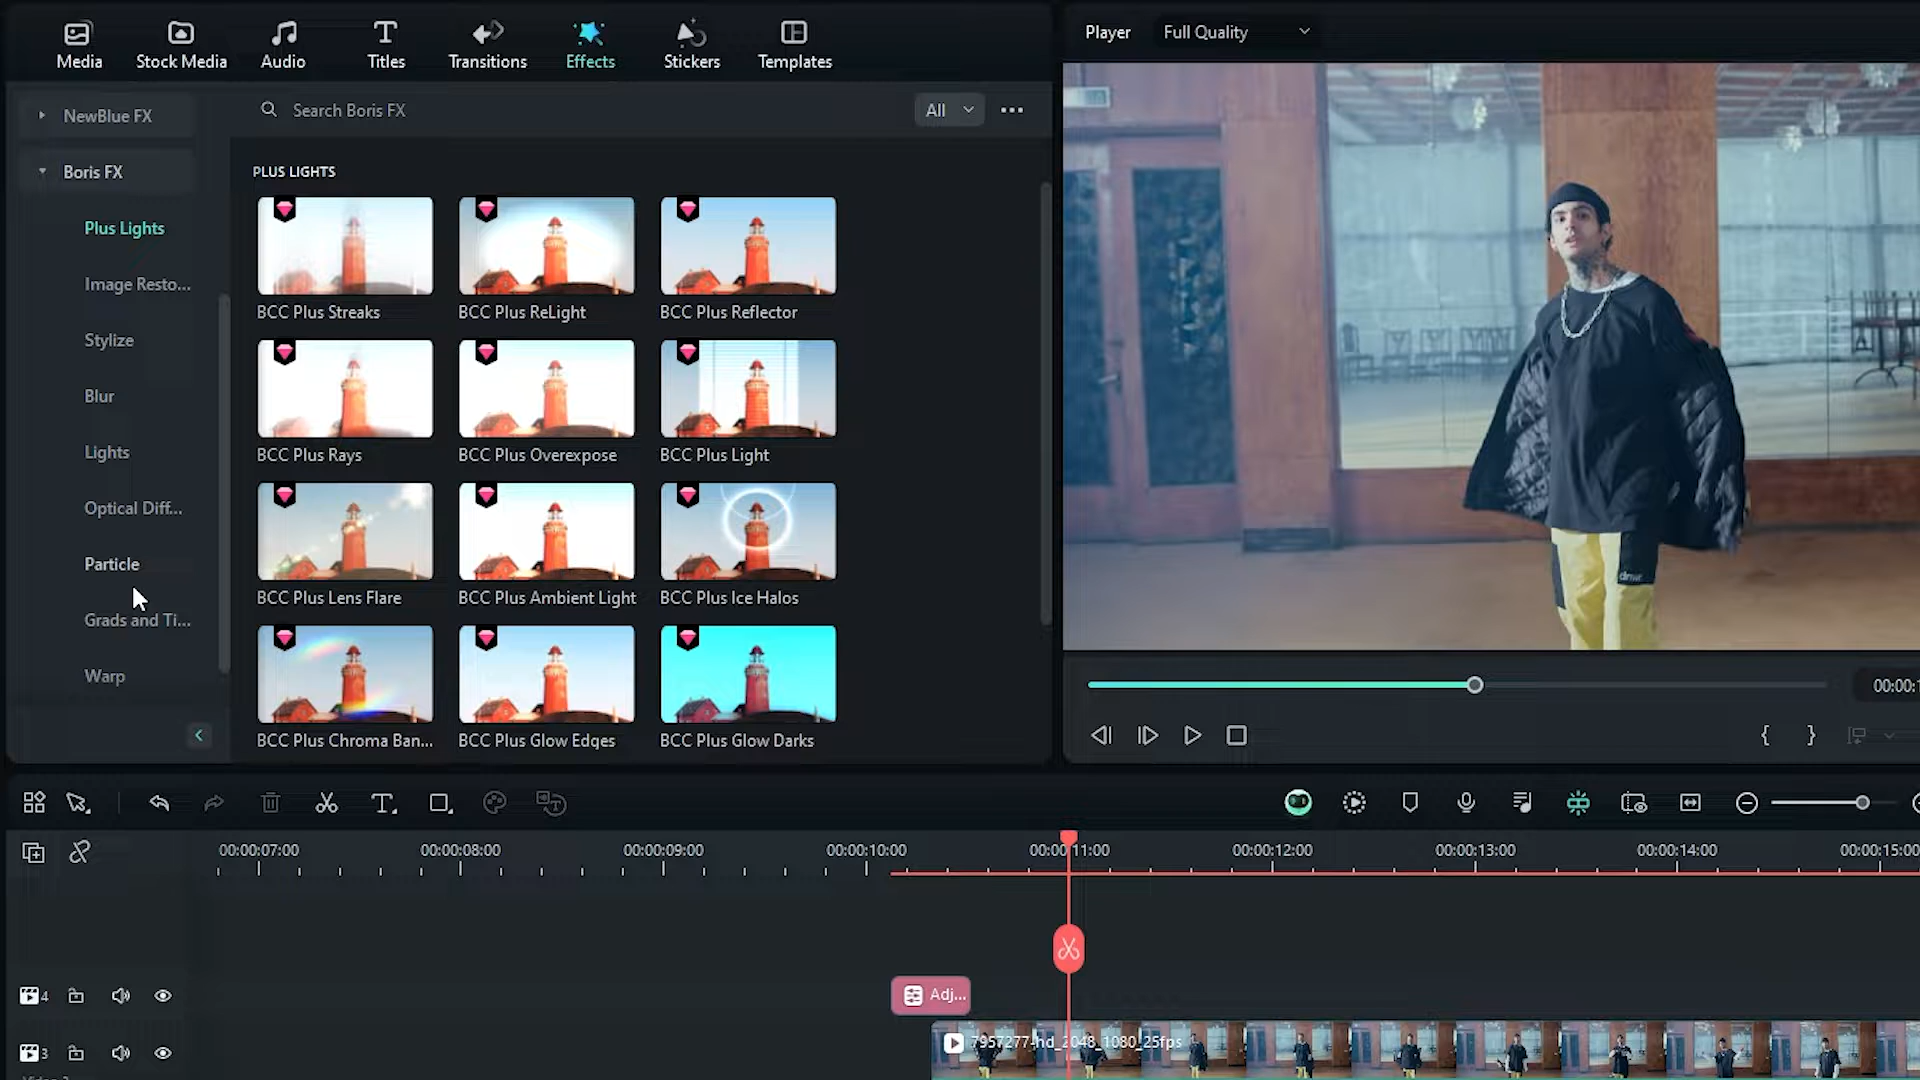 Media
Stock Media
Audio
Titles
Transitions
Effects
Stickers
Templates
Player
Full Quality
NewBlue FX
Search Boris FX
All
Boris FX
PLUS LIGHTS
Plus Lights
Image Resto...
Stylize
Blur
Lights
Optical Diff...
Particle
Grads and Ti...
Warp
BCC Plus Streaks
BCC Plus ReLight
BCC Plus Reflector
BCC Plus Rays
BCC Plus Overexpose
BCC Plus Light
BCC Plus Lens Flare
BCC Plus Ambient Light
BCC Plus Ice Halos
BCC Plus Chroma Ban...
BCC Plus Glow Edges
BCC Plus Glow Darks
00:00:1
00:00:07:00
00:00:08:00
00:00:09:00
00:00:10:00
00:00:11:00
00:00:12:00
00:00:13:00
00:00:14:00
00:00:15:00
4
Adj...
3
7957277-hd_2048_1080_25fps